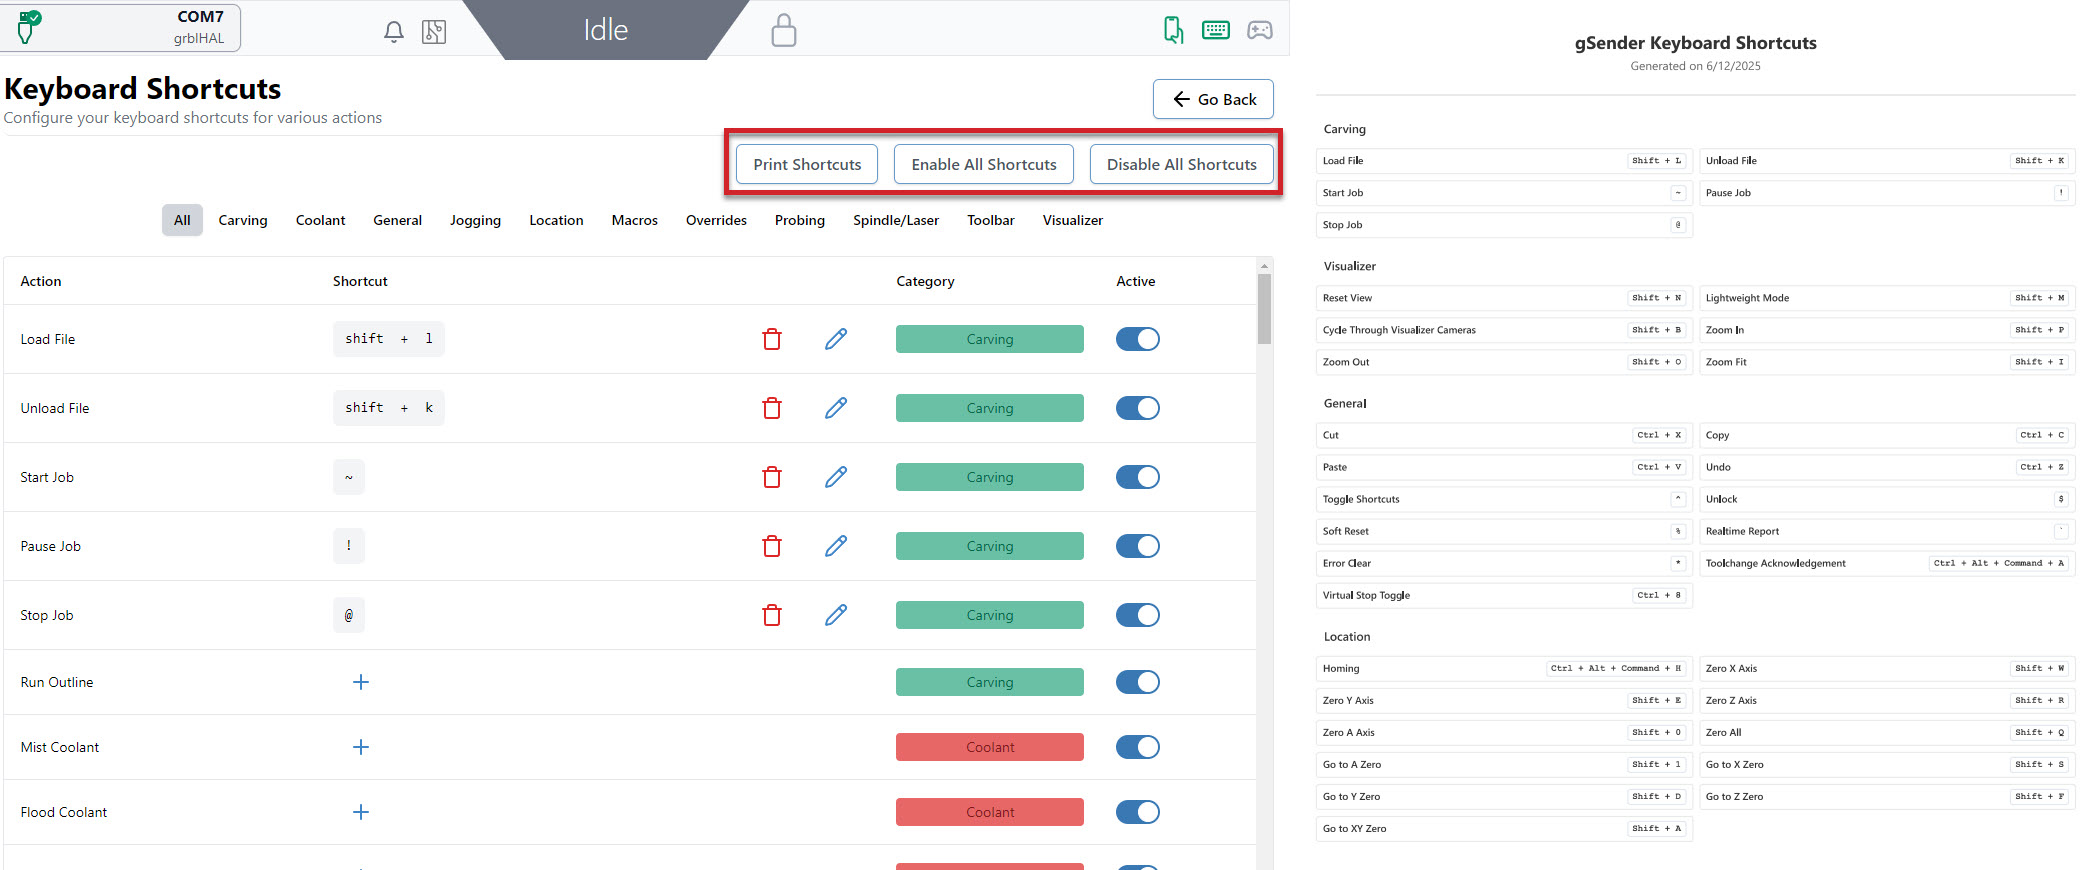 COM7
grblHAL
Idle
Keyboard Shortcuts
Configure your keyboard shortcuts for various actions
Go Back
Print Shortcuts Enable All Shortcuts Disable All Shortcuts
All Carving Coolant General Jogging Location Macros Overrides Probing Spindle/Laser Toolbar Visualizer
Action Shortcut Category Active
Load File shift + l Carving
Unload File shift + k Carving
Start Job ~ Carving
Pause Job ! Carving
Stop Job @ Carving
Run Outline + Carving
Mist Coolant + Coolant
Flood Coolant + Coolant
gSender Keyboard Shortcuts
Generated on 6/12/2025
Carving
Load File Shift + L Unload File Shift + K
Start Job ~ Pause Job !
Stop Job @
Visualizer
Reset View Shift + N Lightweight Mode Shift + M
Cycle Through Visualizer Cameras Shift + B Zoom In Shift + P
Zoom Out Shift + O Zoom Fit Shift + I
General
Cut Ctrl + X Copy Ctrl + C
Paste Ctrl + V Undo Ctrl + Z
Toggle Shortcuts ^ Unlock $
Soft Reset % Realtime Report `
Error Clear * Toolchange Acknowledgement Ctrl + Alt + Command + A
Virtual Stop Toggle Ctrl + 8
Location
Homing Ctrl + Alt + Command + H Zero X Axis Shift + W
Zero Y Axis Shift + E Zero Z Axis Shift + R
Zero A Axis Shift + 0 Zero All Shift + Q
Go to A Zero Shift + 1 Go to X Zero Shift + S
Go to Y Zero Shift + D Go to Z Zero Shift + F
Go to XY Zero Shift + A